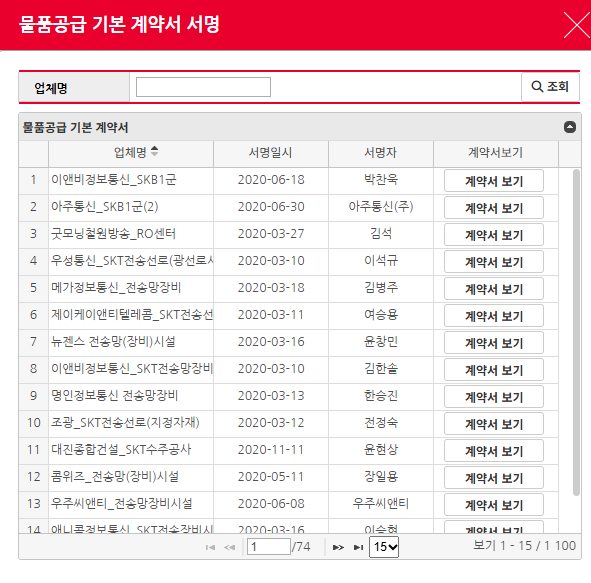 물품공급 기본 계약서 서명
업체명 조회
물품공급 기본 계약서
업체명 서명일시 서명자 계약서보기
1 이앤비정보통신_SKB1군 2020-06-18 박찬욱 계약서 보기
2 아주통신_SKB1군(2) 2020-06-30 아주통신(주) 계약서 보기
3 굿모닝철원방송_RO센터 2020-03-27 김석 계약서 보기
4 우성통신_SKT전송선로(광선로시 2020-03-10 이석규 계약서 보기
5 메가정보통신_전송망장비 2020-03-18 김병주 계약서 보기
6 제이케이앤티텔레콤_SKT전송선 2020-03-11 여승용 계약서 보기
7 뉴젠스 전송망(장비)시설 2020-03-16 윤창민 계약서 보기
8 이앤비정보통신_SKT전송망장비 2020-03-10 김한솔 계약서 보기
9 명인정보통신 전송망장비 2020-03-13 한승진 계약서 보기
10 조광_SKT전송선로(지정자재) 2020-03-12 전정숙 계약서 보기
11 대진종합건설_SKT수주공사 2020-11-11 윤현상 계약서 보기
12 콤위즈_전송망(장비)시설 2020-05-11 장일용 계약서 보기
13 우주씨앤티_전송망장비시설 2020-06-08 우주씨앤티 계약서 보기
14 애니콤정보통신_SKT전송장비시 2020-03-16 이승현 계약서 보기
1 /74 15 보기 1 - 15 / 1 100